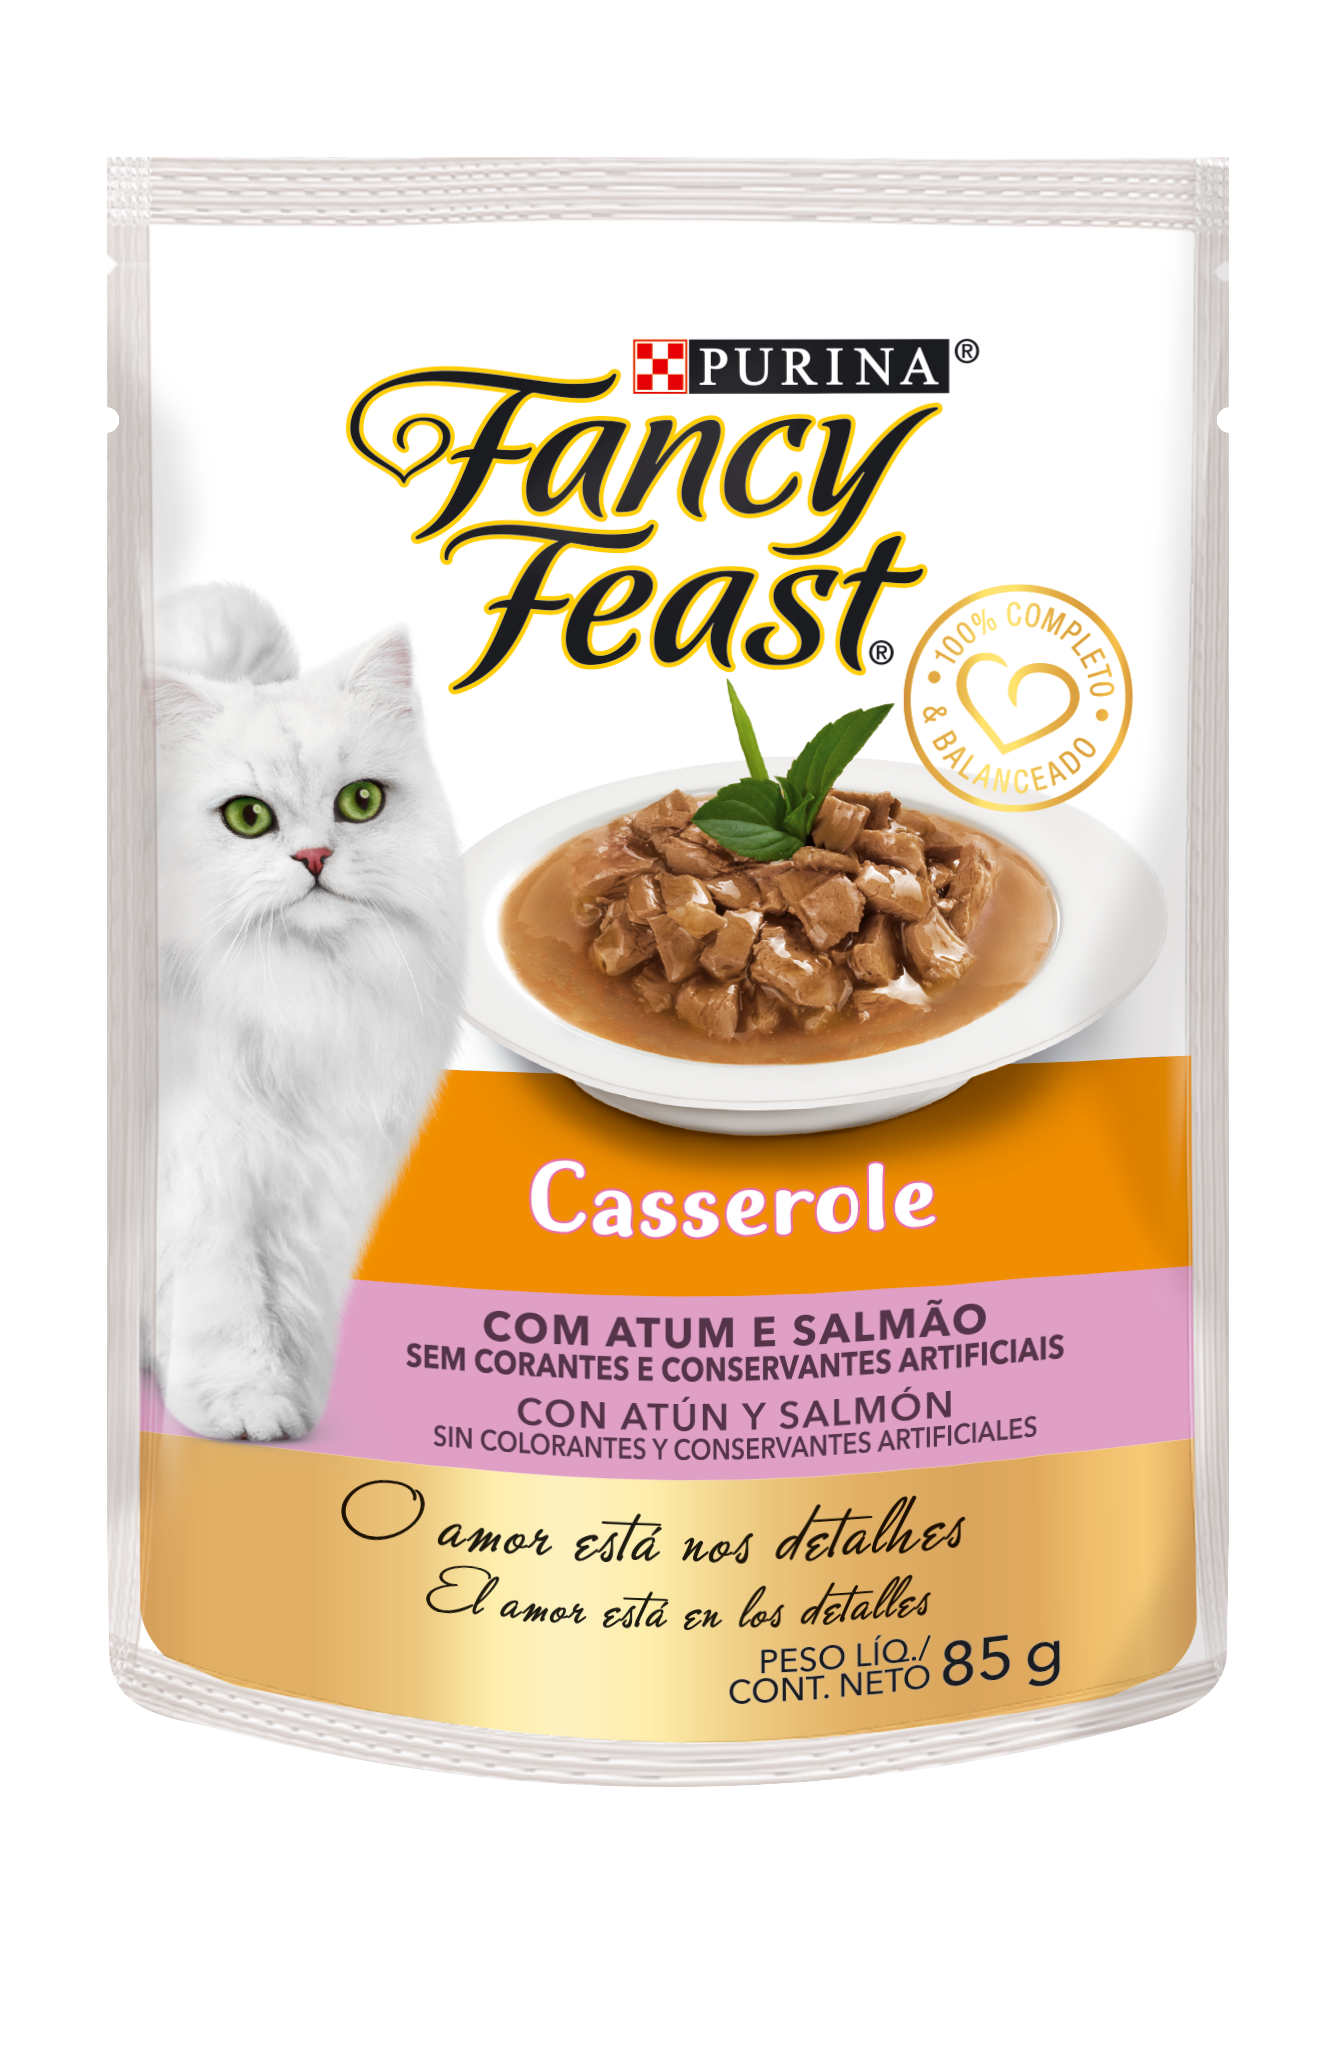 PURINA®
Fancy
Feast®
• 100% COMPLETO •
& BALANCEADO
Casserole
COM ATUM E SALMÃO
SEM CORANTES E CONSERVANTES ARTIFICIAIS
CON ATÚN Y SALMÓN
SIN COLORANTES Y CONSERVANTES ARTIFICIALES
O amor está nos detalhes
El amor está en los detalles
PESO LÍQ./
CONT. NETO 85 g